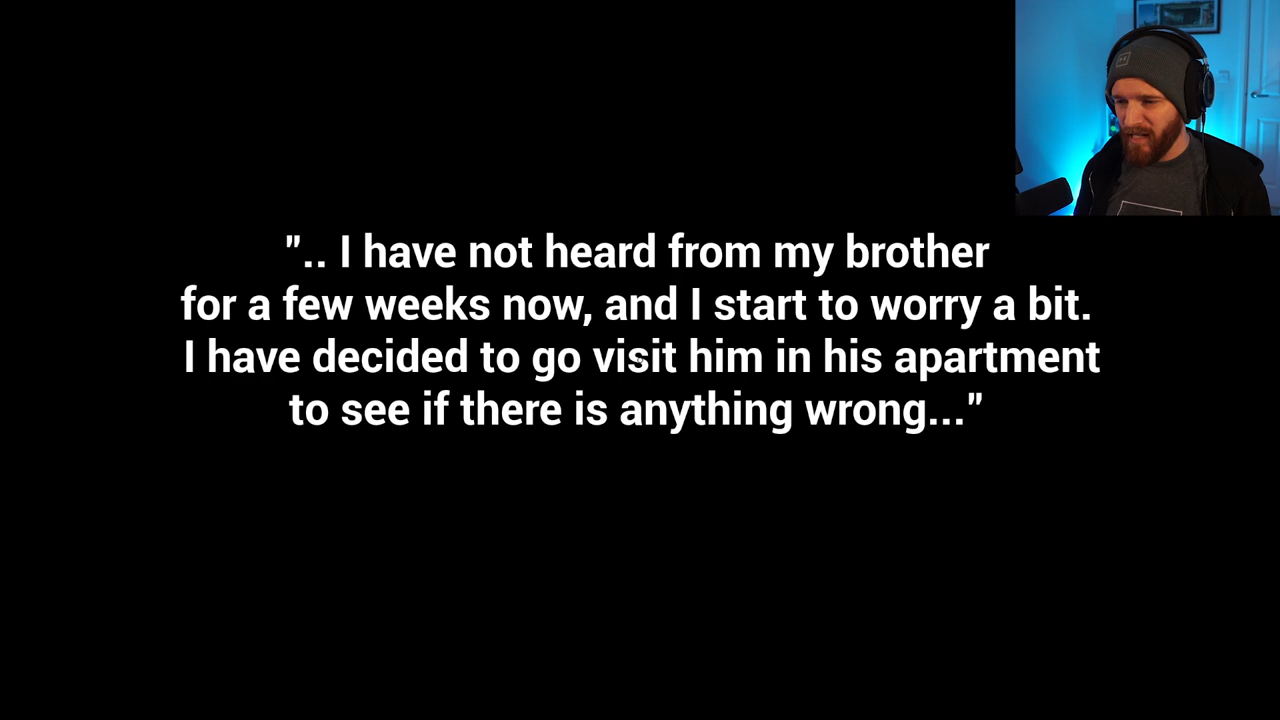 ".. I have not heard from my brother
for a few weeks now, and I start to worry a bit.
I have decided to go visit him in his apartment
to see if there is anything wrong..."